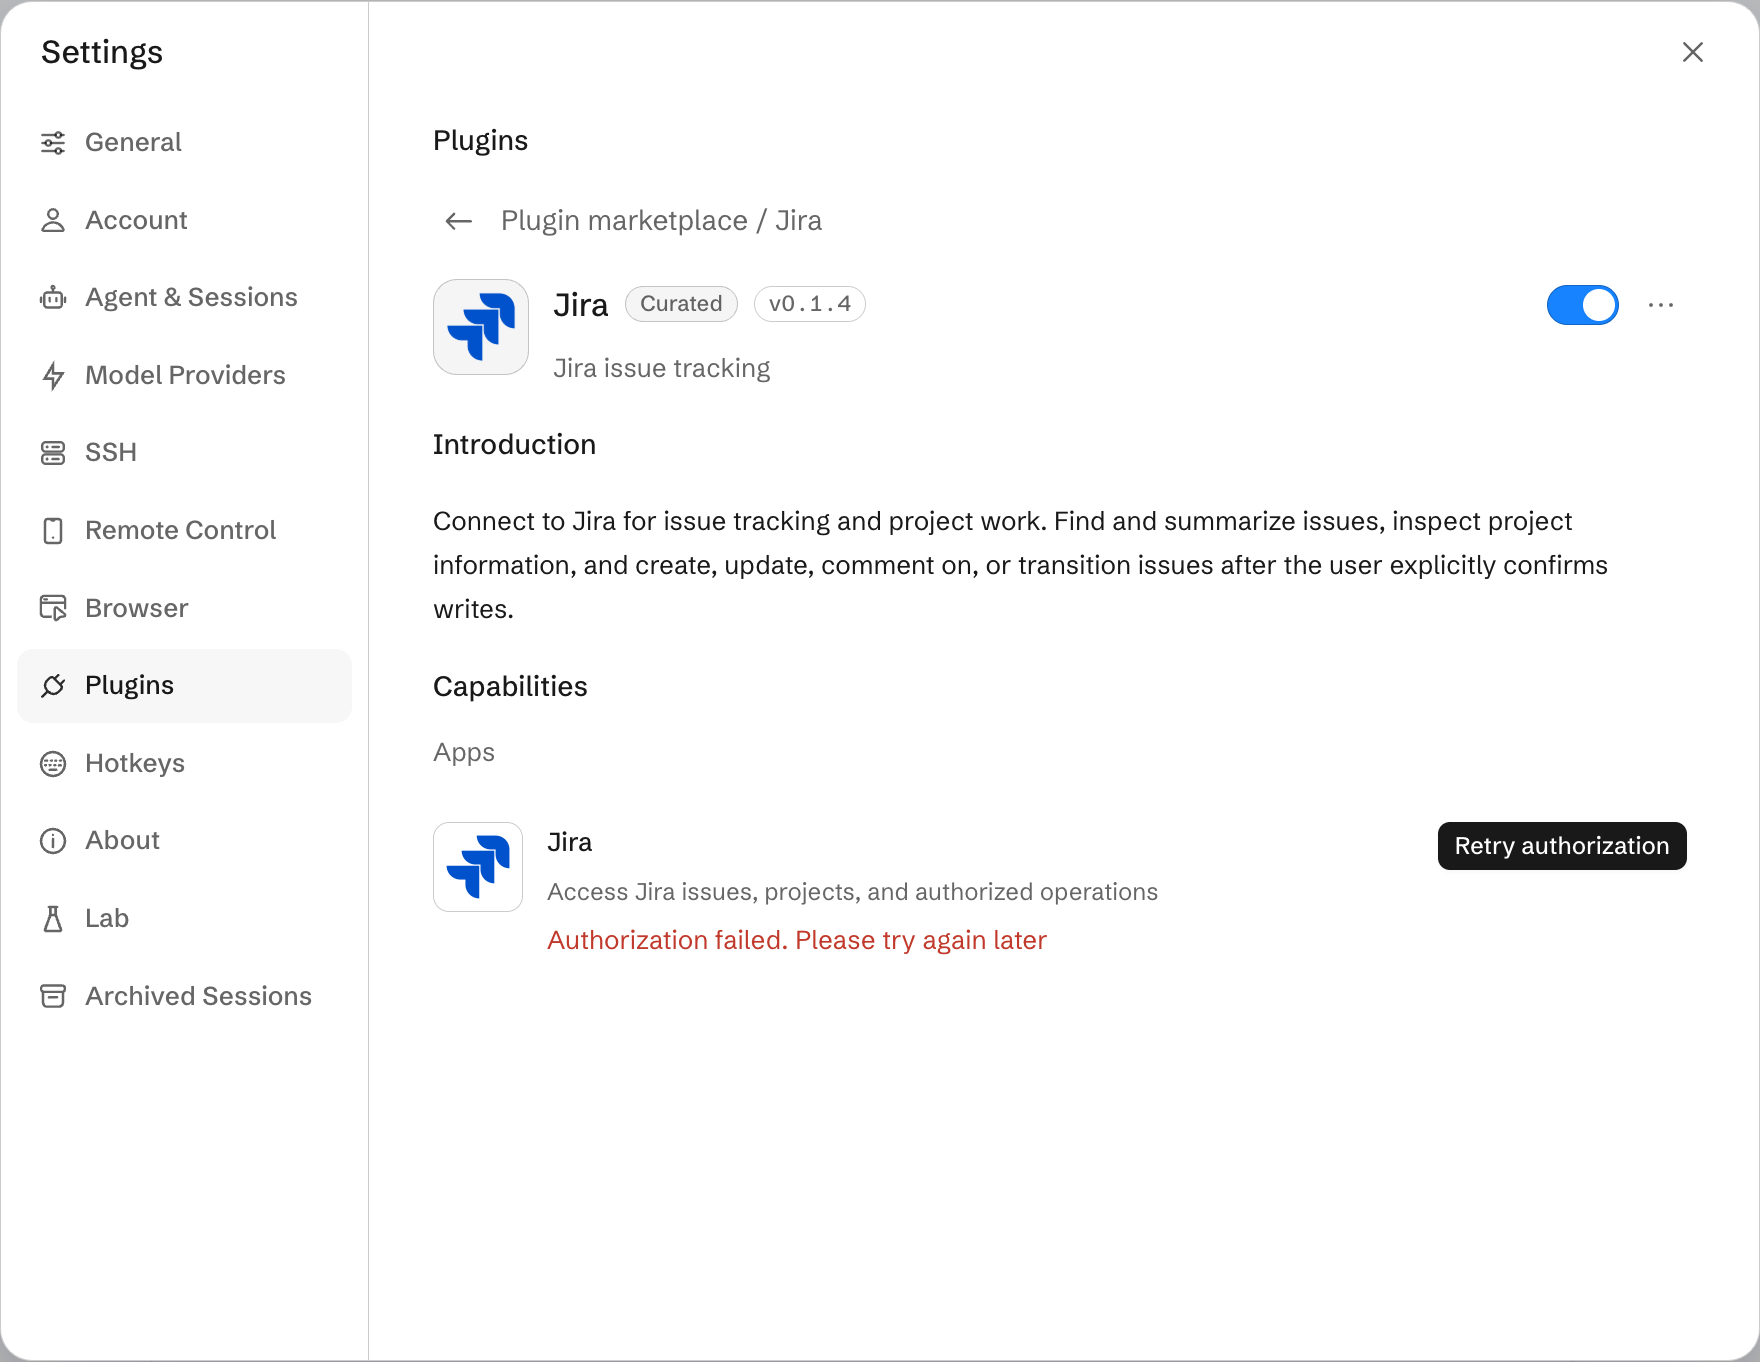 Settings
General
Account
Agent & Sessions
Model Providers
SSH
Remote Control
Browser
Plugins
Hotkeys
About
Lab
Archived Sessions
Plugins
Plugin marketplace / Jira
Jira Curated v0.1.4
Jira issue tracking
Introduction
Connect to Jira for issue tracking and project work. Find and summarize issues, inspect project
information, and create, update, comment on, or transition issues after the user explicitly confirms
writes.
Capabilities
Apps
Jira
Retry authorization
Access Jira issues, projects, and authorized operations
Authorization failed. Please try again later